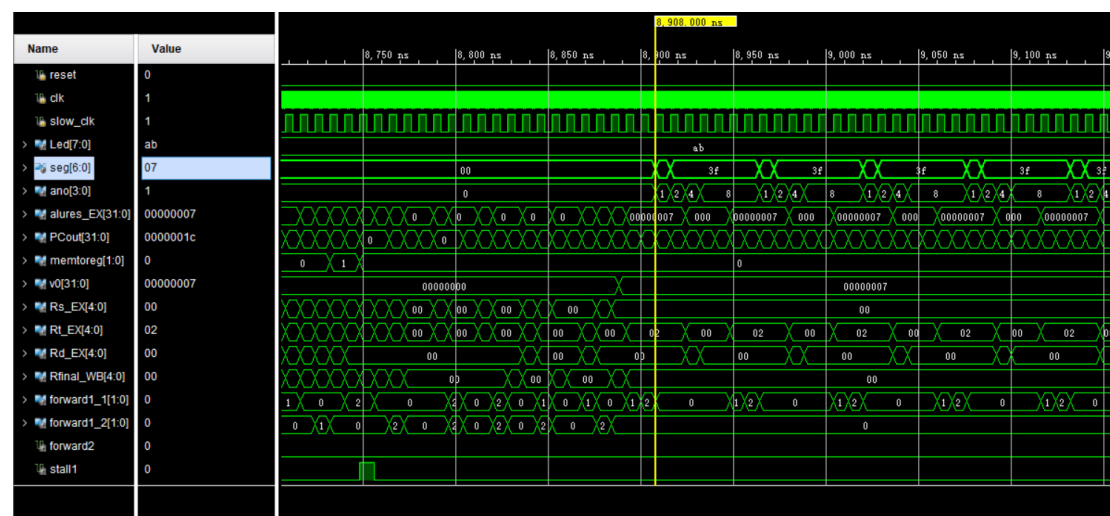 8,908.000 ns
Name Value
8,750 ns 8,800 ns 8,850 ns 8,900 ns 8,950 ns 9,000 ns 9,050 ns 9,100 ns
reset 0
clk 1
slow_clk 1
Led[7:0] ab ab
seg[6:0] 07 00 3f 3f 3f 3f 3f
ano[3:0] 1 0 1 2 4 8 1 2 4 8 1 2 4 8 1 2 4 8 1 2 4
alures_EX[31:0] 00000007 0 0 0 0 0 00000007 000 00000007 000 00000007 000 00000007 000 00000007
PCout[31:0] 0000001c 0 0
memtoreg[1:0] 0 0 1 0
v0[31:0] 00000007 00000000 00000007
Rs_EX[4:0] 00 00 00 00 00 00
Rt_EX[4:0] 02 00 00 00 00 00 02 00 02 00 02 00 02 00 02
Rd_EX[4:0] 00 00 00 00 00 00 00 00
Rfinal_WB[4:0] 00 00 00 00 00
forward1_1[1:0] 0 1 0 2 0 2 0 2 0 1 0 1 0 1 2 0 1 2 0 1 2 0 1 2 0 1 2 0
forward1_2[1:0] 0 0 1 0 2 0 2 0 2 0 2 0 2 0
forward2 0
stall1 0